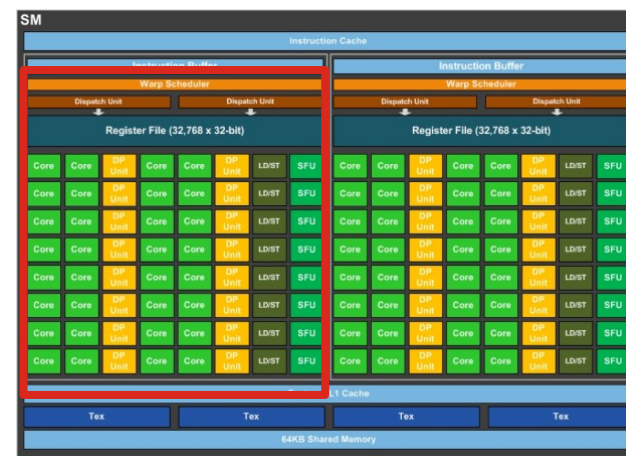 SM
Instruction Cache
Instruction Buffer
Instruction Buffer
Warp Scheduler
Warp Scheduler
Dispatch Unit Dispatch Unit Dispatch Unit Dispatch Unit
Register File (32,768 x 32-bit) Register File (32,768 x 32-bit)
Core Core DP Unit Core Core DP Unit LD/ST SFU Core Core DP Unit Core Core DP Unit LD/ST SFU
Core Core DP Unit Core Core DP Unit LD/ST SFU Core Core DP Unit Core Core DP Unit LD/ST SFU
Core Core DP Unit Core Core DP Unit LD/ST SFU Core Core DP Unit Core Core DP Unit LD/ST SFU
Core Core DP Unit Core Core DP Unit LD/ST SFU Core Core DP Unit Core Core DP Unit LD/ST SFU
Core Core DP Unit Core Core DP Unit LD/ST SFU Core Core DP Unit Core Core DP Unit LD/ST SFU
Core Core DP Unit Core Core DP Unit LD/ST SFU Core Core DP Unit Core Core DP Unit LD/ST SFU
Core Core DP Unit Core Core DP Unit LD/ST SFU Core Core DP Unit Core Core DP Unit LD/ST SFU
Core Core DP Unit Core Core DP Unit LD/ST SFU Core Core DP Unit Core Core DP Unit LD/ST SFU
L1 Cache
Tex Tex Tex Tex
64KB Shared Memory